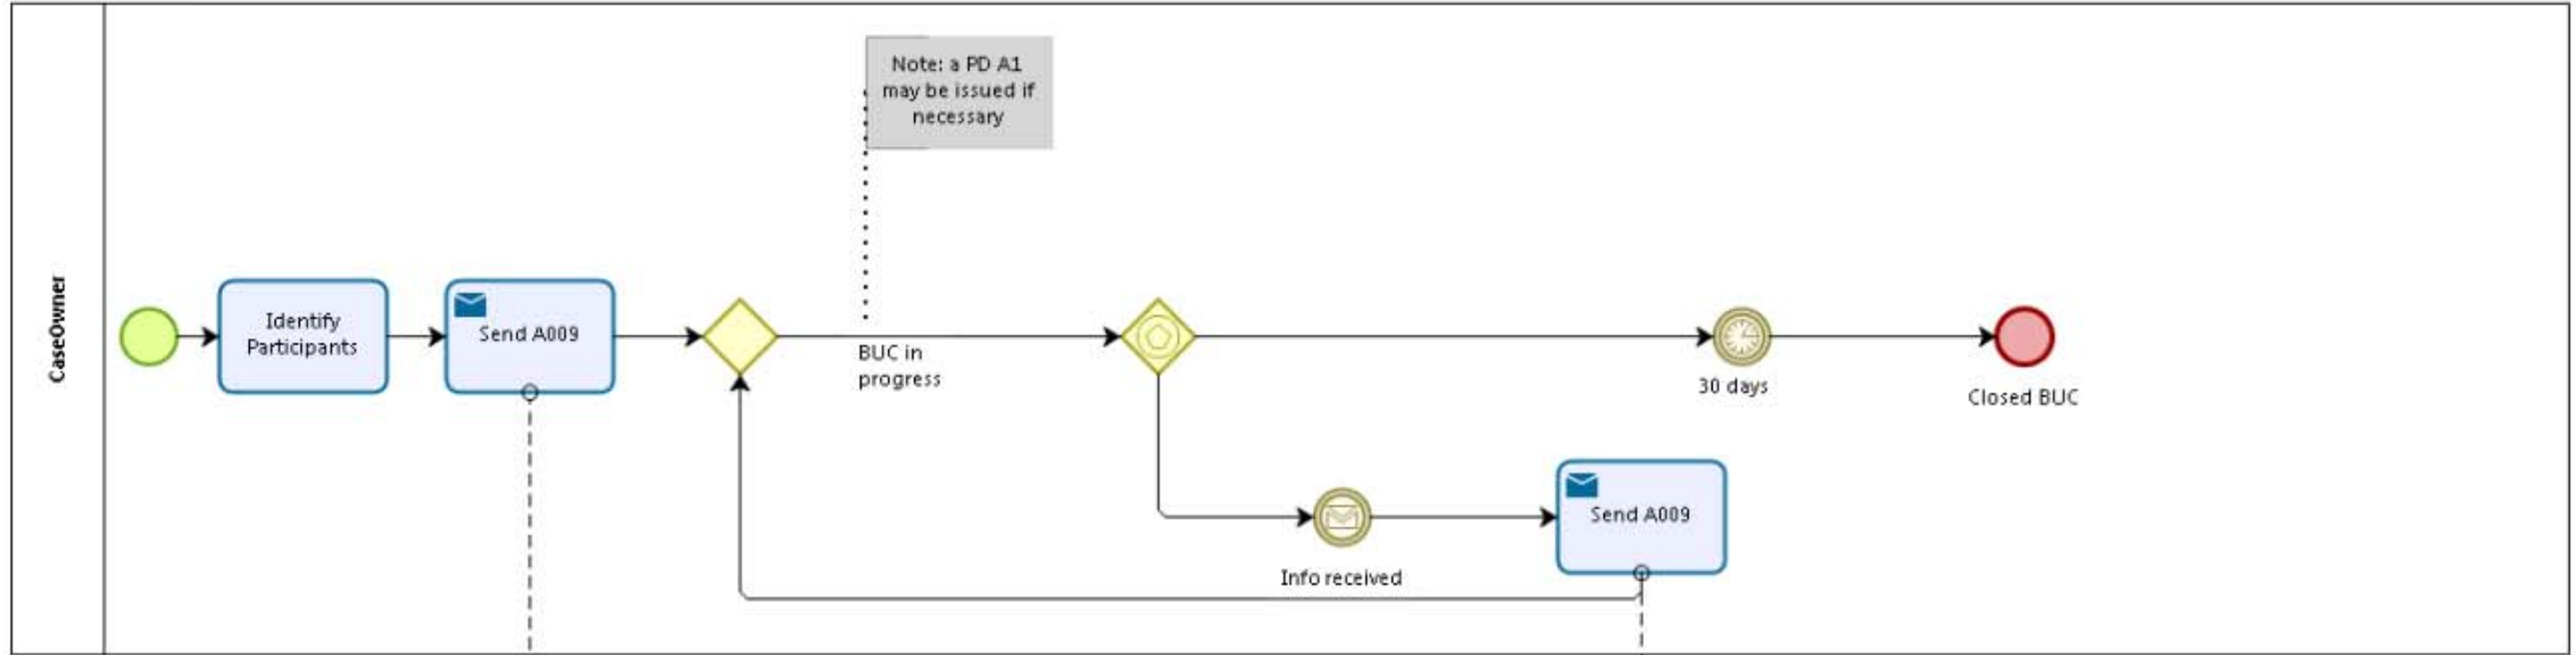 Note: a PD A1
may be issued if
necessary
CaseOwner
Identify
Participants
Send A009
BUC in
progress
30 days
Closed BUC
Send A009
Info received